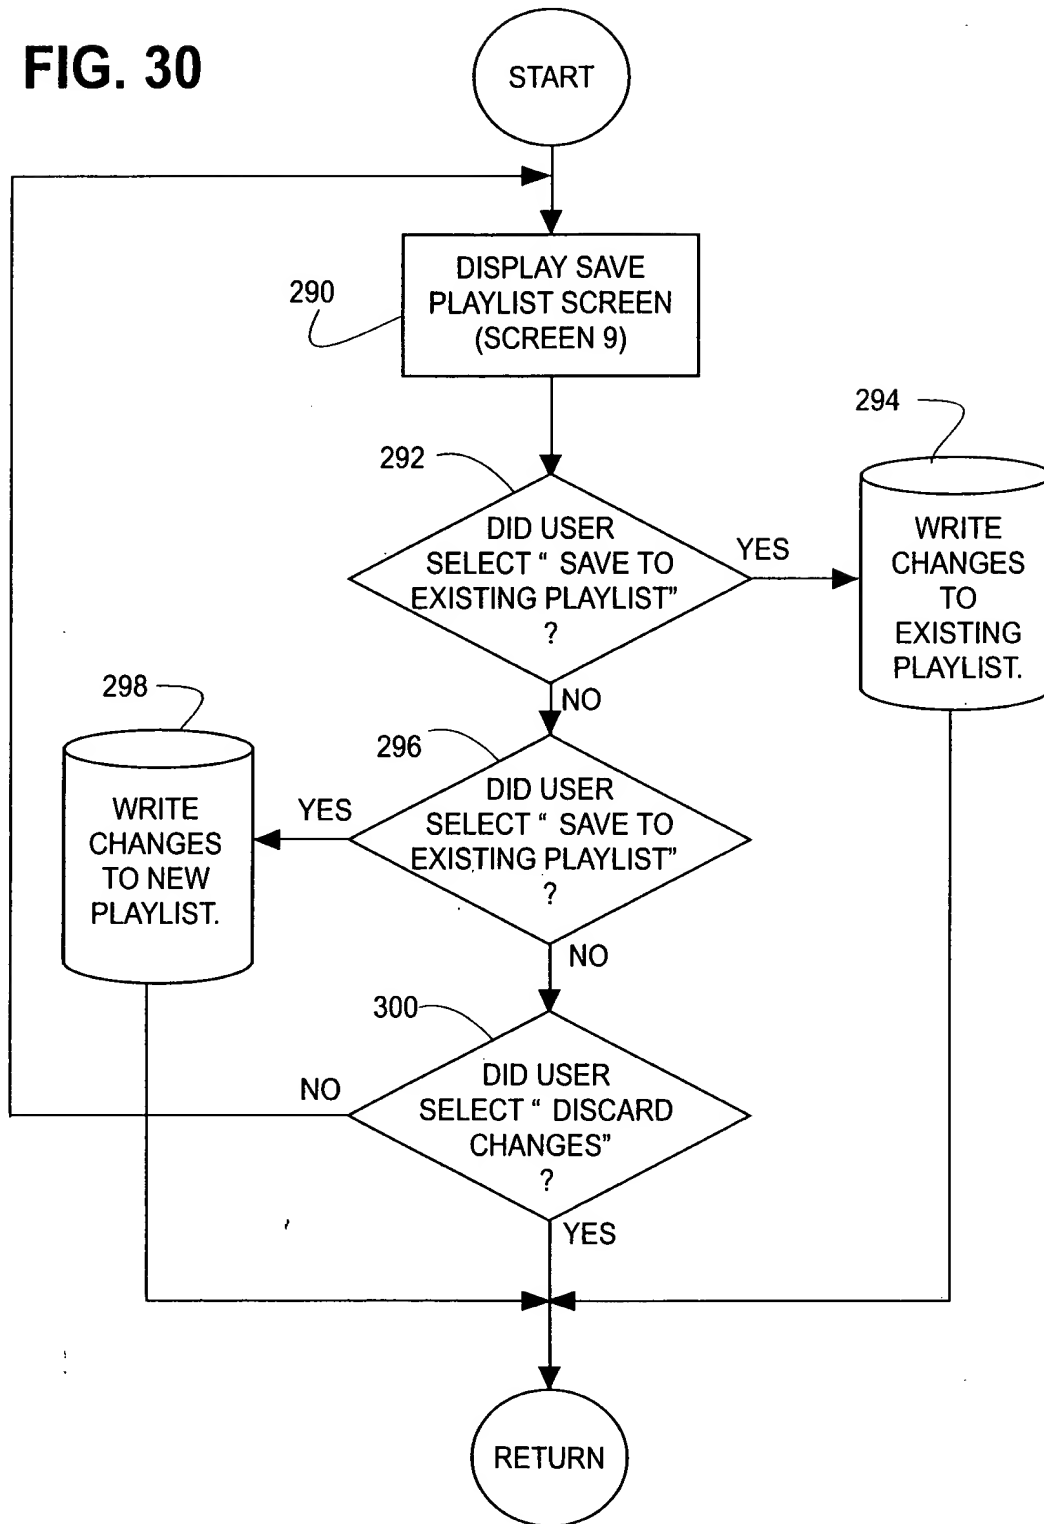 FIG. 30
START
290
DISPLAY SAVE
PLAYLIST SCREEN
(SCREEN 9)
292
DID USER
SELECT “ SAVE TO
EXISTING PLAYLIST”
?
YES
294
WRITE
CHANGES
TO
EXISTING
PLAYLIST.
NO
298
WRITE
CHANGES
TO NEW
PLAYLIST.
YES
296
DID USER
SELECT “ SAVE TO
EXISTING PLAYLIST”
?
NO
300
NO
DID USER
SELECT “ DISCARD
CHANGES”
?
YES
RETURN